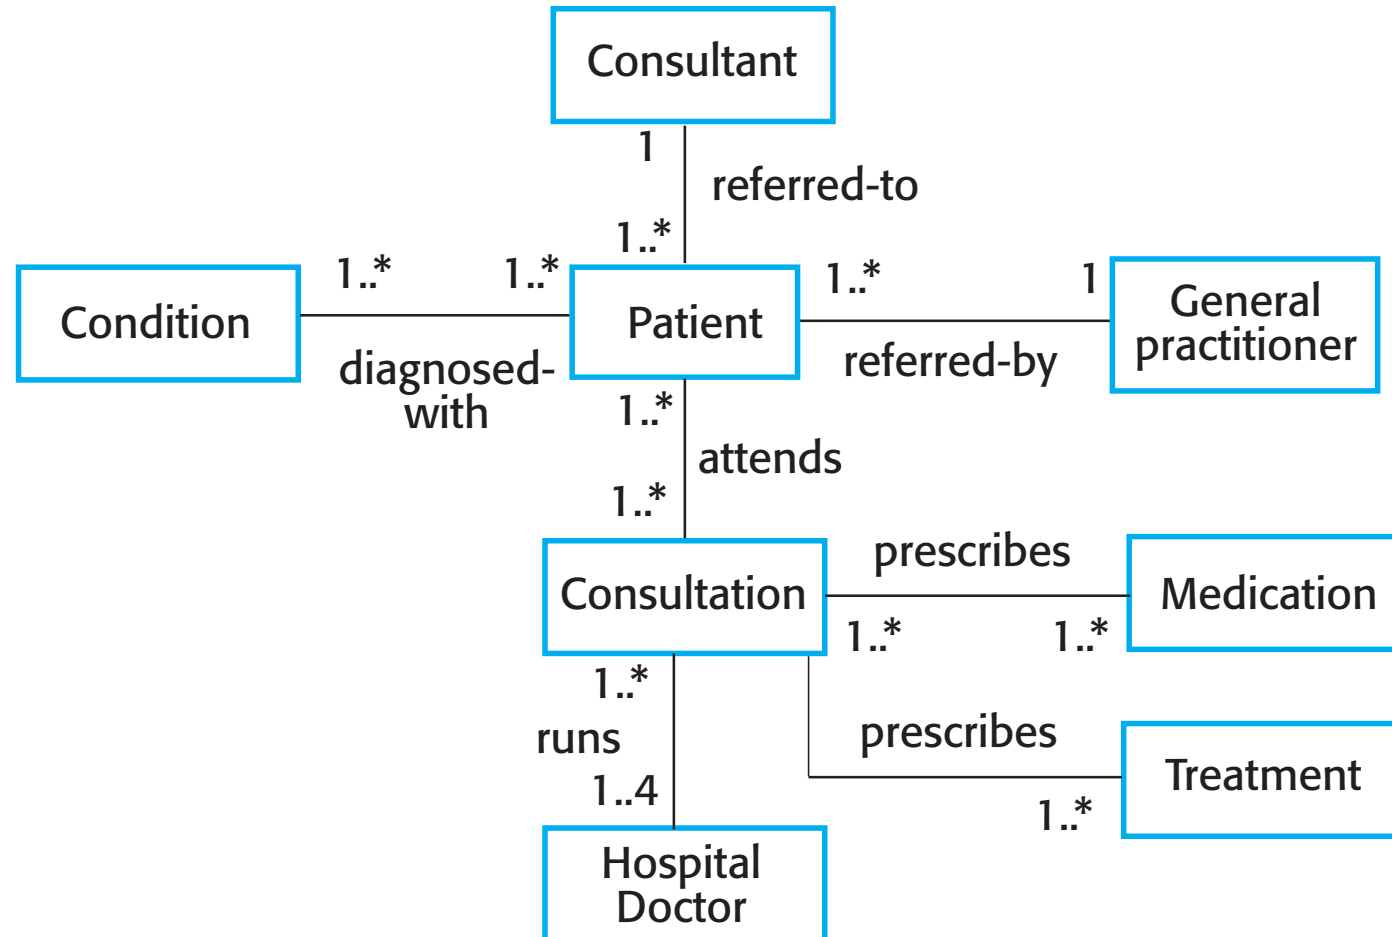 Consultant
1
referred-to
1..*
1..*
1..*
1..*
1
Condition
Patient
General
practitioner
diagnosed-
with
referred-by
1..*
attends
1..*
prescribes
Consultation
Medication
1..*
1..*
1..*
runs
prescribes
1..4
Treatment
1..*
Hospital
Doctor